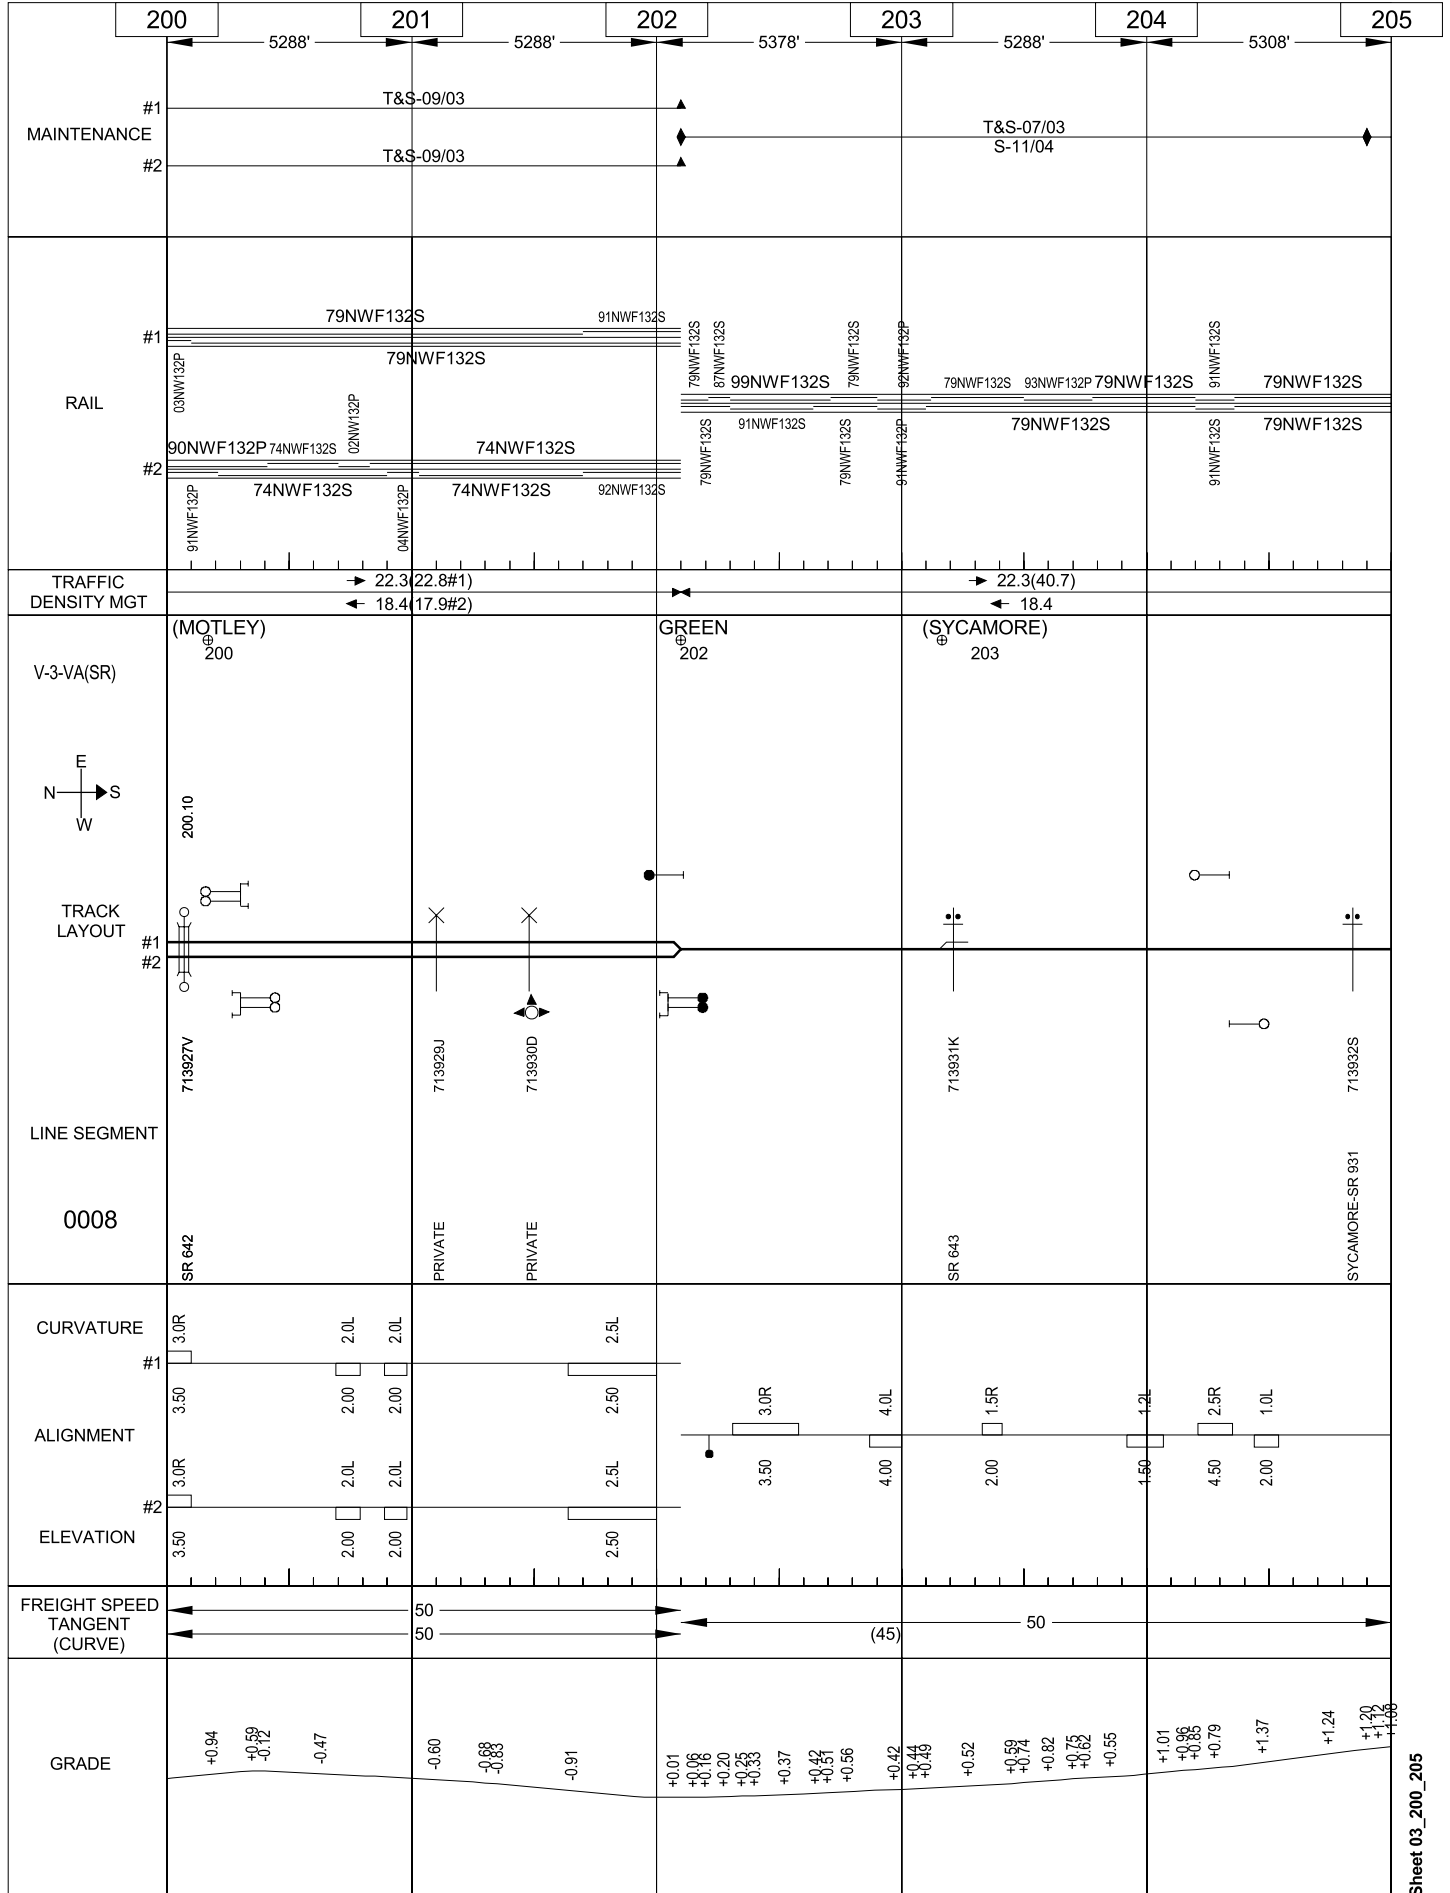 200 201 202 203 204 205
5288' 5288' 5378' 5288' 5308'
#1 T&S-09/03
MAINTENANCE
T&S-07/03
S-11/04
#2 T&S-09/03
79NWF132S 91NWF132S
#1
79NWF132S
03NW132P
79NWF132S 87NWF132S 79NWF132S 92NWF132P 91NWF132S
99NWF132S 79NWF132S 93NWF132P 79NWF132S 79NWF132S
RAIL
91NWF132S 79NWF132S 79NWF132S
79NWF132S 79NWF132S 91NWF132P 91NWF132S
02NW132P
90NWF132P 74NWF132S 74NWF132S
#2
74NWF132S 74NWF132S 92NWF132S
91NWF132P 04NWF132P
TRAFFIC
DENSITY MGT
22.3(22.8#1) 22.3(40.7)
18.4(17.9#2) 18.4
(MOTLEY) GREEN (SYCAMORE)
200 202 203
V-3-VA(SR)
E
N S
W
200.10
TRACK
LAYOUT
#1
#2
713927V 713929J 713930D 713931K 713932S
LINE SEGMENT
0008
SR 642 PRIVATE PRIVATE SR 643 SYCAMORE-SR 931
CURVATURE
3.0R 2.0L 2.0L 2.5L
#1
3.50 2.00 2.00 2.50
3.0R 4.0L 1.5R 1.2L 2.5R 1.0L
ALIGNMENT
3.50 4.00 2.00 1.50 4.50 2.00
3.0R 2.0L 2.0L 2.5L
#2
ELEVATION
3.50 2.00 2.00 2.50
FREIGHT SPEED
TANGENT
(CURVE)
50
50
50
(45)
GRADE
+0.94 +0.59 -0.12 -0.47 -0.60 -0.68 -0.83 -0.91 +0.01 +0.06 +0.16 +0.20 +0.25 +0.33 +0.37 +0.42 +0.51 +0.56 +0.42 +0.44 +0.49 +0.52 +0.59 +0.74 +0.82 +0.75 +0.62 +0.55 +1.01 +0.96 +0.85 +0.79 +1.37 +1.24 +1.20 +1.12 +1.08
Sheet 03_200_205